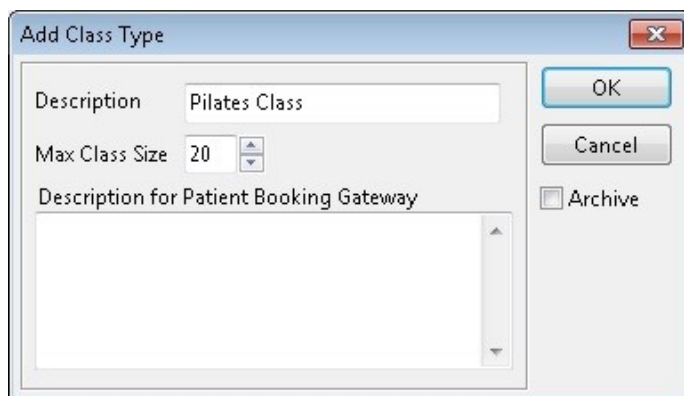 Add Class Type
Description Pilates Class
OK
Max Class Size 20
Cancel
Description for Patient Booking Gateway
Archive